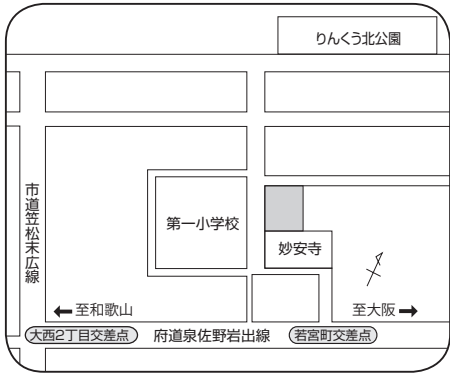 りんくう北公園
市道笠松末広線
第一小学校
妙安寺
←至和歌山
至大阪→
大西2丁目交差点
府道泉佐野岩出線
若宮町交差点